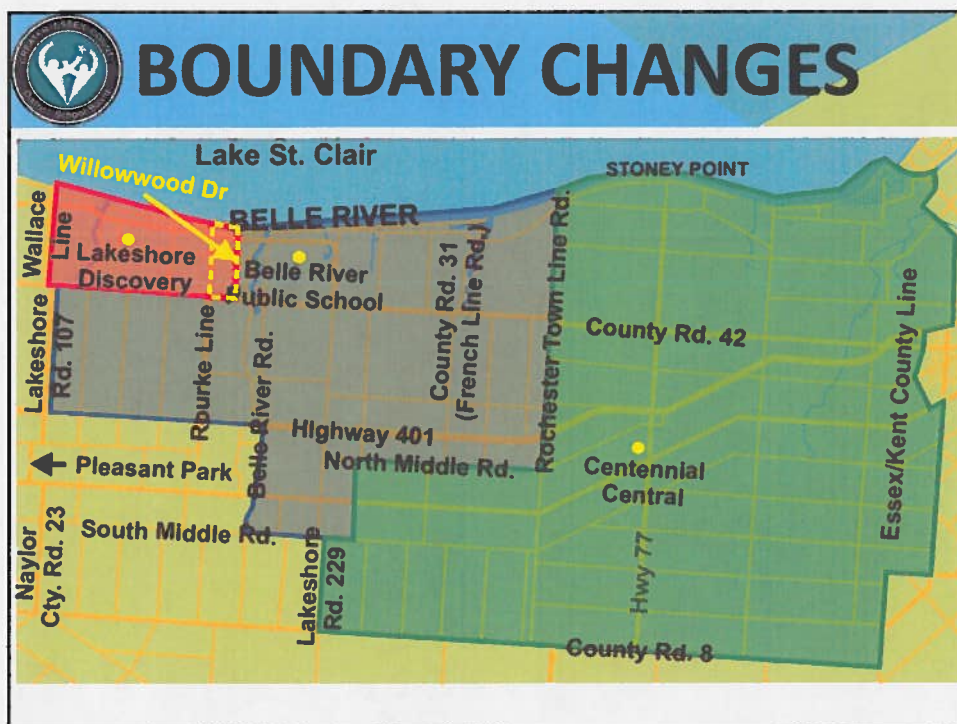 BOUNDARY CHANGES
Lake St. Clair
STONEY POINT
Willowwood Dr
BELLE RIVER
Wallace
Line
Lakeshore
Discovery
Belle River
Public School
County Rd. 31
(French Line Rd.)
Rochester Town Line Rd.
County Rd. 42
Essex/Kent County Line
Lakeshore
Rd. 107
Rourke Line
Belle River Rd.
Highway 401
North Middle Rd.
Pleasant Park
Centennial
Central
South Middle Rd.
Naylor
Cty. Rd. 23
Lakeshore
Rd. 229
Hwy 77
County Rd. 8